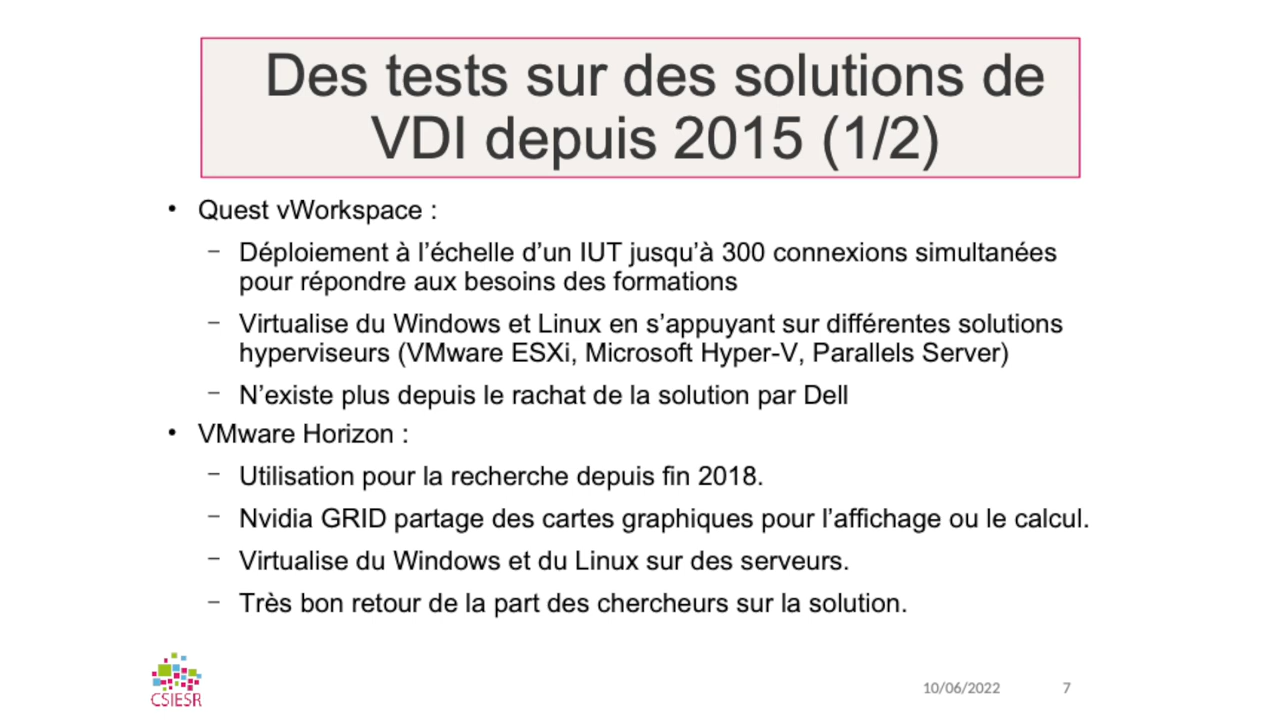 Des tests sur des solutions de
VDI depuis 2015 (1/2)
• Quest vWorkspace :
– Déploiement à l’échelle d’un IUT jusqu’à 300 connexions simultanées
pour répondre aux besoins des formations
– Virtualise du Windows et Linux en s’appuyant sur différentes solutions
hyperviseurs (VMware ESXi, Microsoft Hyper-V, Parallels Server)
– N’existe plus depuis le rachat de la solution par Dell
• VMware Horizon :
– Utilisation pour la recherche depuis fin 2018.
– Nvidia GRID partage des cartes graphiques pour l’affichage ou le calcul.
– Virtualise du Windows et du Linux sur des serveurs.
– Très bon retour de la part des chercheurs sur la solution.
CSIESR
10/06/2022 7